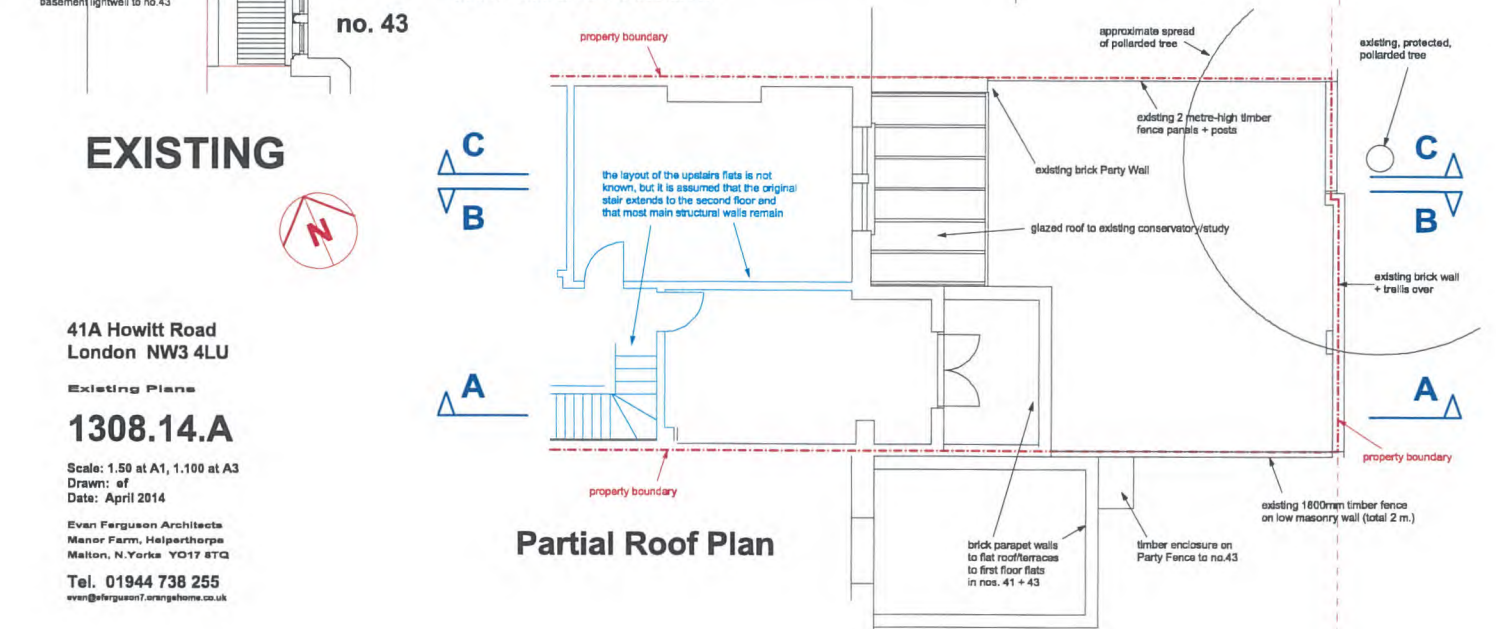 basement lightwell to no.43
no. 43
EXISTING
N
41A Howitt Road
London NW3 4LU
Existing Plans
1308.14.A
Scale: 1.50 at A1, 1.100 at A3
Drawn: ef
Date: April 2014
Evan Ferguson Architects
Manor Farm, Helperthorpe
Malton, N.Yorks YO17 8TQ
Tel. 01944 738 255
evan@eferguson7.orangehome.co.uk
property boundary
approximate spread
of pollarded tree
existing, protected,
pollarded tree
existing 2 metre-high timber
fence panels + posts
C
B
the layout of the upstairs flats is not
known, but it is assumed that the original
stair extends to the second floor and
that most main structural walls remain
existing brick Party Wall
C
B
glazed roof to existing conservatory/study
existing brick wall
+ trellis over
A
A
property boundary
property boundary
existing 1800mm timber fence
on low masonry wall (total 2 m.)
Partial Roof Plan
brick parapet walls
to flat roof/terraces
to first floor flats
in nos. 41 + 43
timber enclosure on
Party Fence to no.43